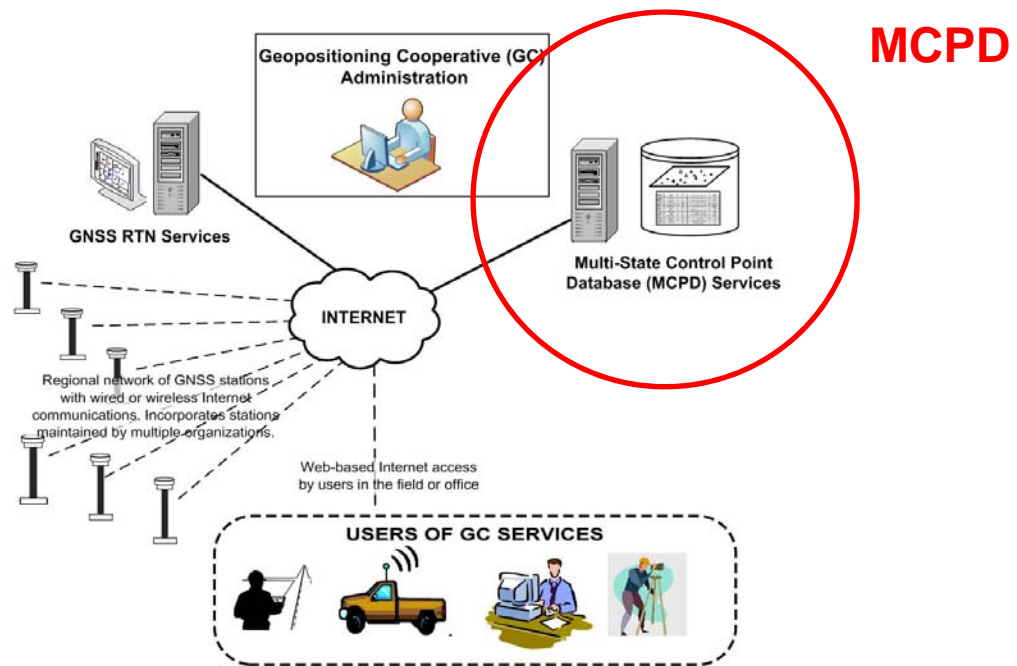 MCPD
Geopositioning Cooperative (GC)
Administration
GNSS RTN Services
Multi-State Control Point
Database (MCPD) Services
INTERNET
Regional network of GNSS stations
with wired or wireless Internet
communications. Incorporates stations
maintained by multiple organizations.
Web-based Internet access
by users in the field or office
USERS OF GC SERVICES